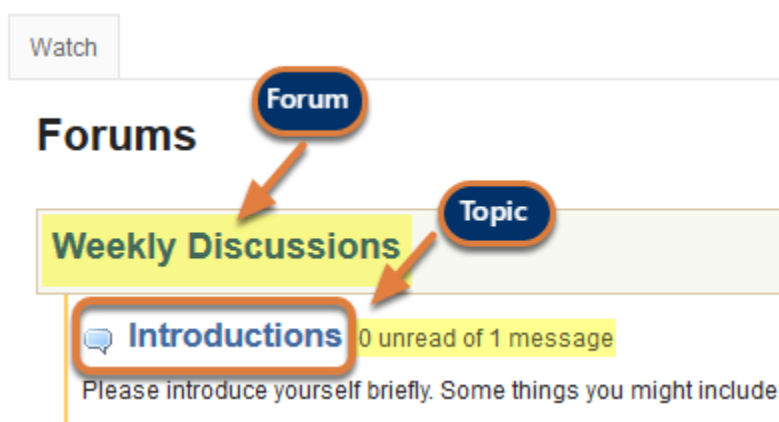 Watch
Forum
Forums
Topic
Weekly Discussions
Introductions 0 unread of 1 message
Please introduce yourself briefly. Some things you might include